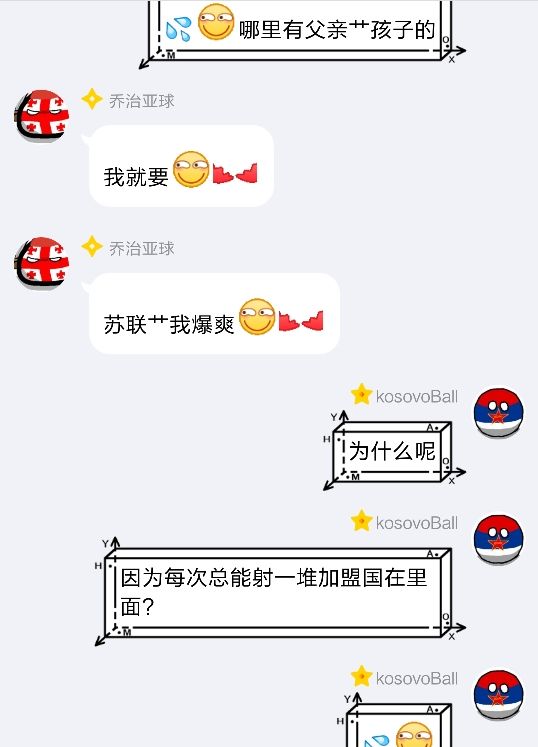 哪里有父亲艹孩子的
M
O
X
乔治亚球
我就要
乔治亚球
苏联艹我爆爽
kosovoBall
Y
A
H
为什么呢
O
M
X
kosovoBall
Y
A
H
因为每次总能射一堆加盟国在里
面?
O
M
X
kosovoBall
Y
A
H